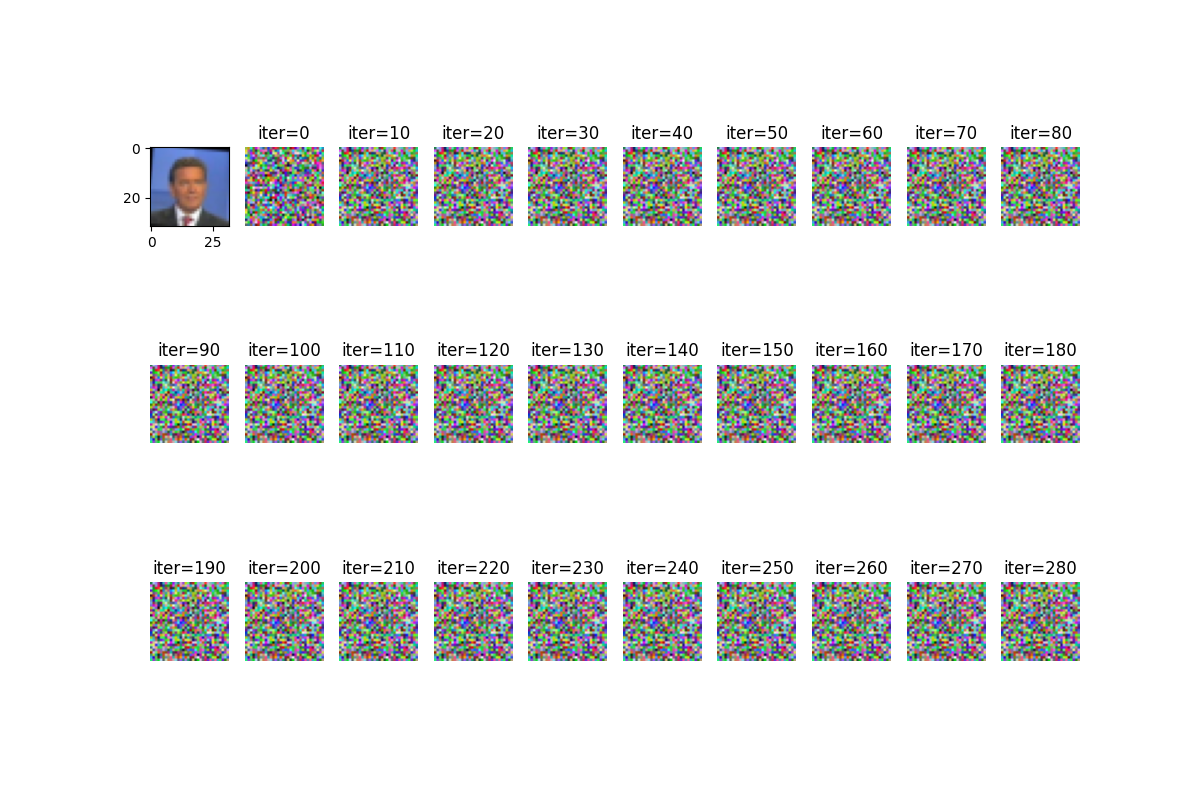 iter=0 iter=10 iter=20 iter=30 iter=40 iter=50 iter=60 iter=70 iter=80
0
20
0 25
iter=90 iter=100 iter=110 iter=120 iter=130 iter=140 iter=150 iter=160 iter=170 iter=180
iter=190 iter=200 iter=210 iter=220 iter=230 iter=240 iter=250 iter=260 iter=270 iter=280